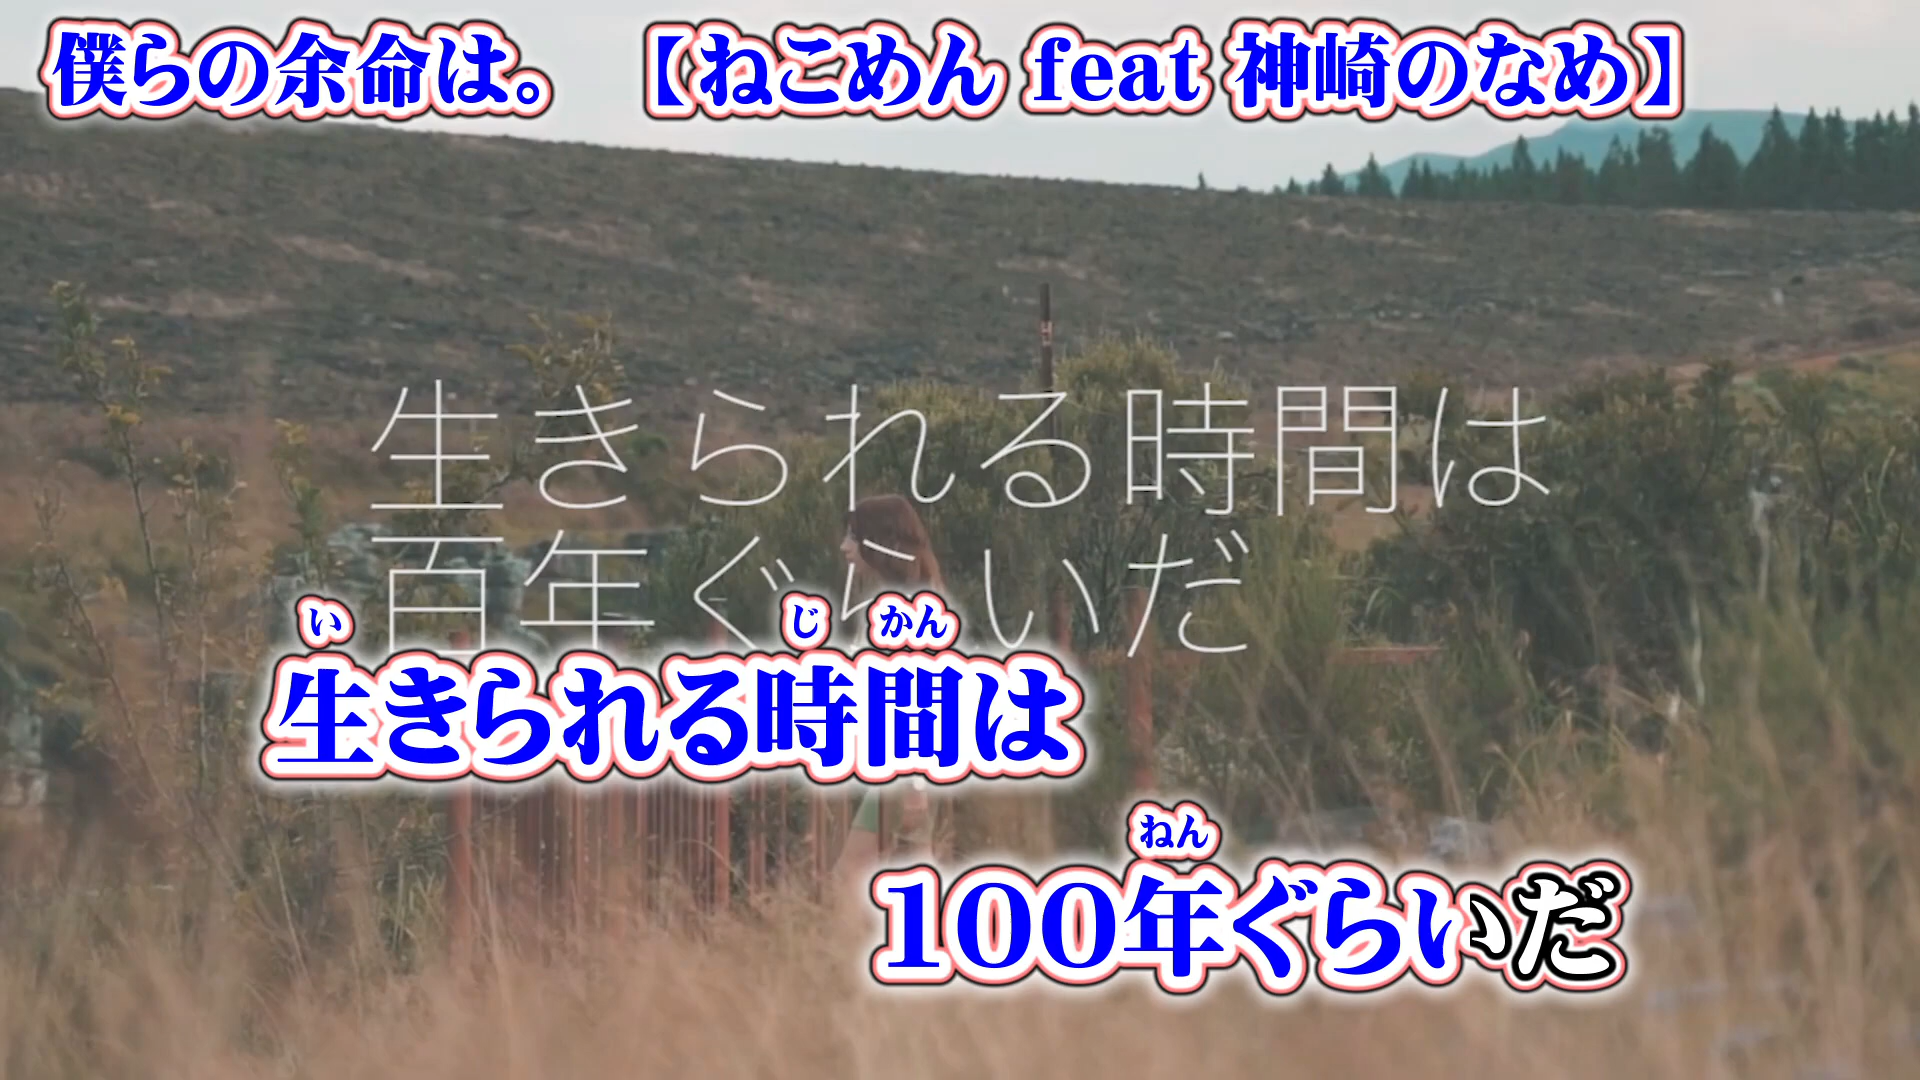 僕らの余命は。 【ねこめん feat 神崎のなめ】
生きられる時間は
百年ぐらいだ
い じ かん
生きられる時間は
ねん
100年ぐらいだ